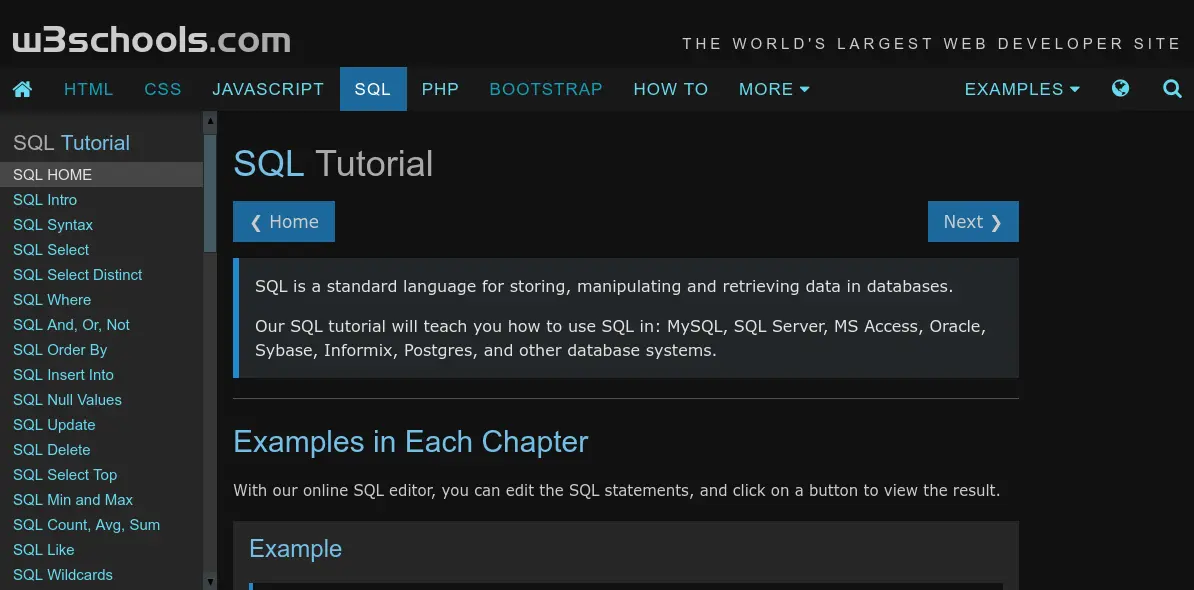 w3schools.com
THE WORLD'S LARGEST WEB DEVELOPER SITE
HTML CSS JAVASCRIPT SQL PHP BOOTSTRAP HOW TO MORE EXAMPLES
SQL Tutorial
SQL HOME
SQL Intro
SQL Syntax
SQL Select
SQL Select Distinct
SQL Where
SQL And, Or, Not
SQL Order By
SQL Insert Into
SQL Null Values
SQL Update
SQL Delete
SQL Select Top
SQL Min and Max
SQL Count, Avg, Sum
SQL Like
SQL Wildcards
SQL Tutorial
❮ Home
Next ❯
SQL is a standard language for storing, manipulating and retrieving data in databases.
Our SQL tutorial will teach you how to use SQL in: MySQL, SQL Server, MS Access, Oracle,
Sybase, Informix, Postgres, and other database systems.
Examples in Each Chapter
With our online SQL editor, you can edit the SQL statements, and click on a button to view the result.
Example